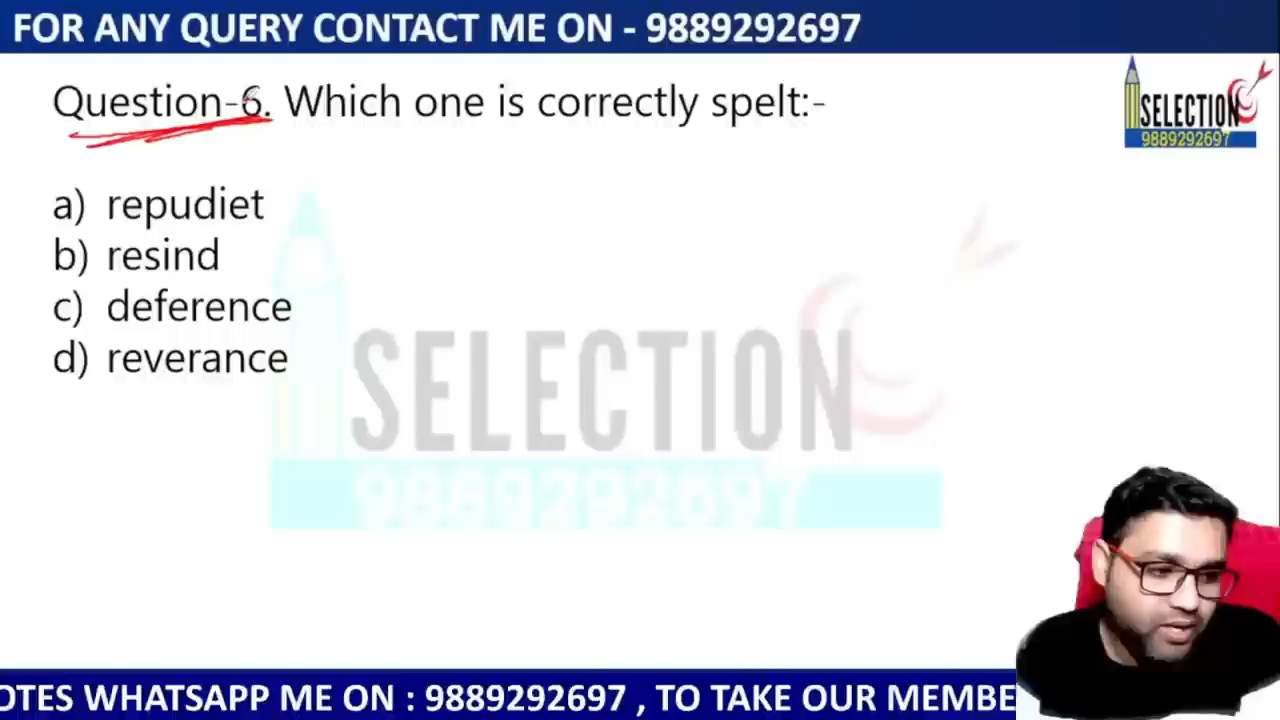 FOR ANY QUERY CONTACT ME ON - 9889292697
SELECTION
9889292697
Question-6. Which one is correctly spelt:-
a) repudiet
b) resind
c) deference
d) reverance
SELECTION
9889292697
OTES WHATSAPP ME ON : 9889292697 , TO TAKE OUR MEMBE